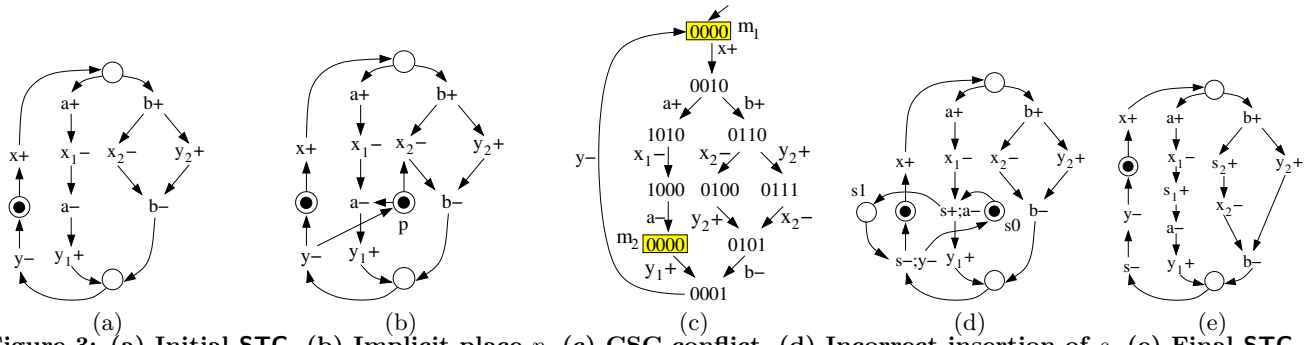 0000 m1
x+
0010
a+ b+
1010 0110
x1− x2− y2+
y−
1000 0100 0111
a− y2+ x2−
m2 0000 0101
y1+ b−
0001
a+ b+
x1− x2− y2+
x+
a− b−
y− y1+
a+ b+
x1− x2− y2+
x+
a− b−
p
y− y1+
a+ b+
x+ x1− x2− y2+
s1 s+;a− b−
s0
s−;y− y1+
a+ b+
x+
x1− s2+ y2+
s1+ x2−
y−
a−
s− y1+ b−
(a) (b) (c) (d) (e)
Figure 3: (a) Initial STG. (b) Implicit place p. (c) CSC conflict. (d) Incorrect insertion of s. (e) Final STG.